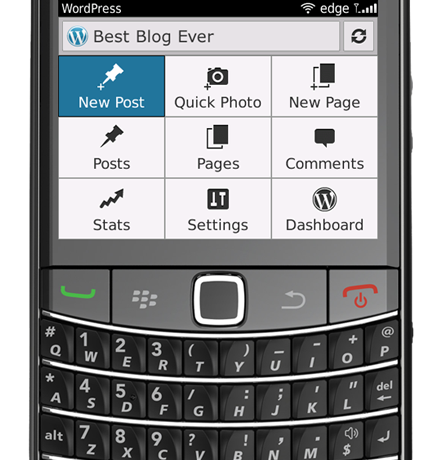 WordPress edge
Best Blog Ever
New Post Quick Photo New Page
Posts Pages Comments
Stats Settings Dashboard
# 1 2 3 ( ) _ - + @
Q W E R T Y U I O P
* 4 5 6 / : ; ' " del
A S D F G H J K L
alt 7 8 9 ? ! , .
Z X C V B N M $